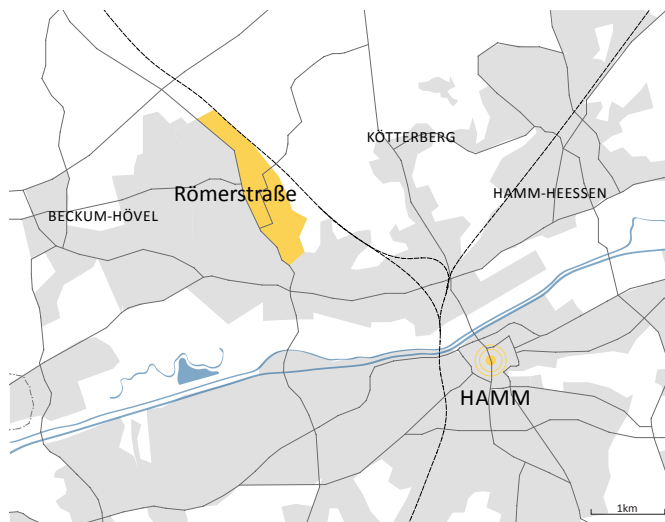 KÖTTERBERG
Römerstraße
HAMM-HEESSEN
BECKUM-HÖVEL
HAMM
1km